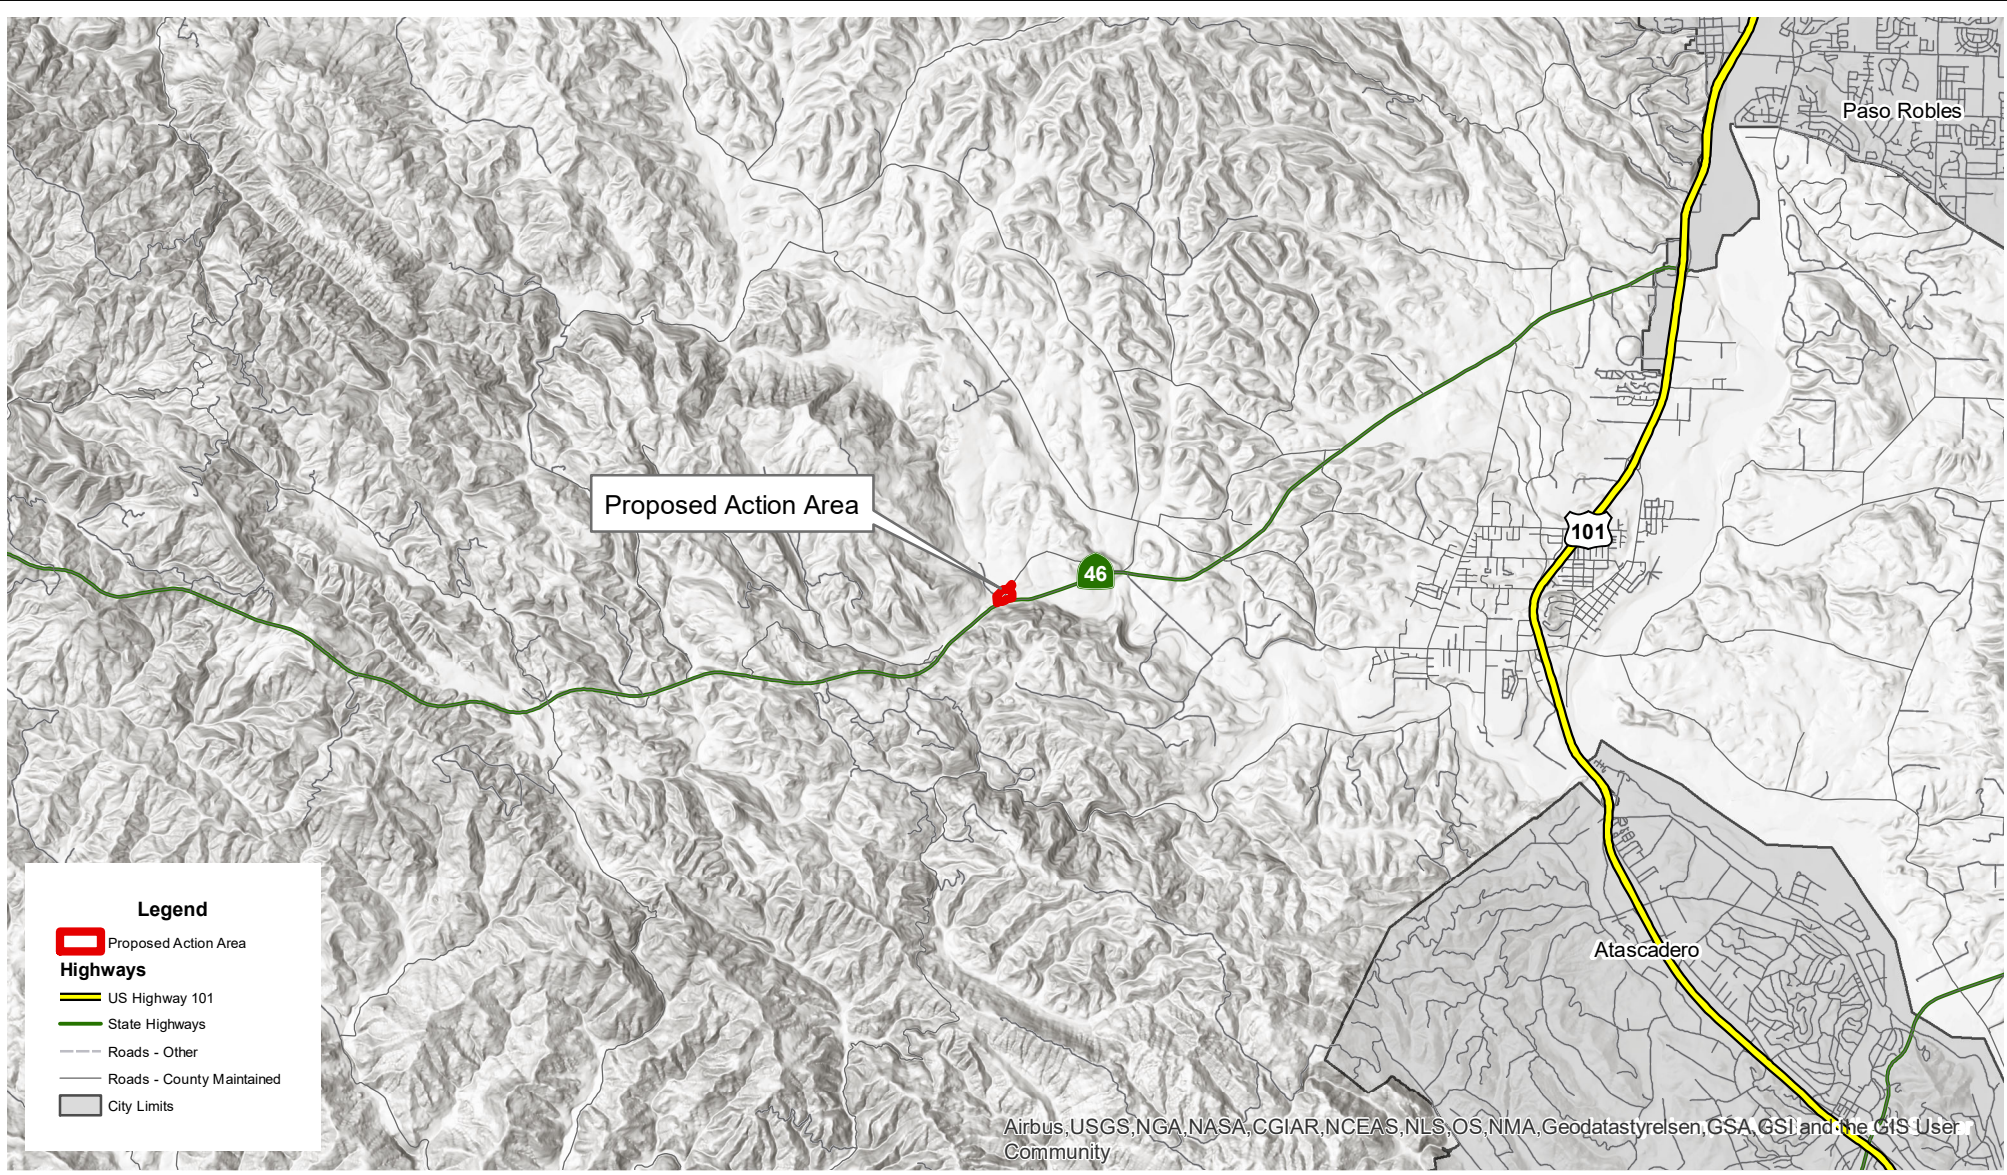 Paso Robles
Proposed Action Area
101
46
Atascadero
Legend
Proposed Action Area
Highways
US Highway 101
State Highways
Roads - Other
Roads - County Maintained
City Limits
Airbus,USGS,NGA,NASA,CGIAR,NCEAS,NLS,OS,NMA,Geodatastyrelsen,GSA,GSI and the GIS User
Community